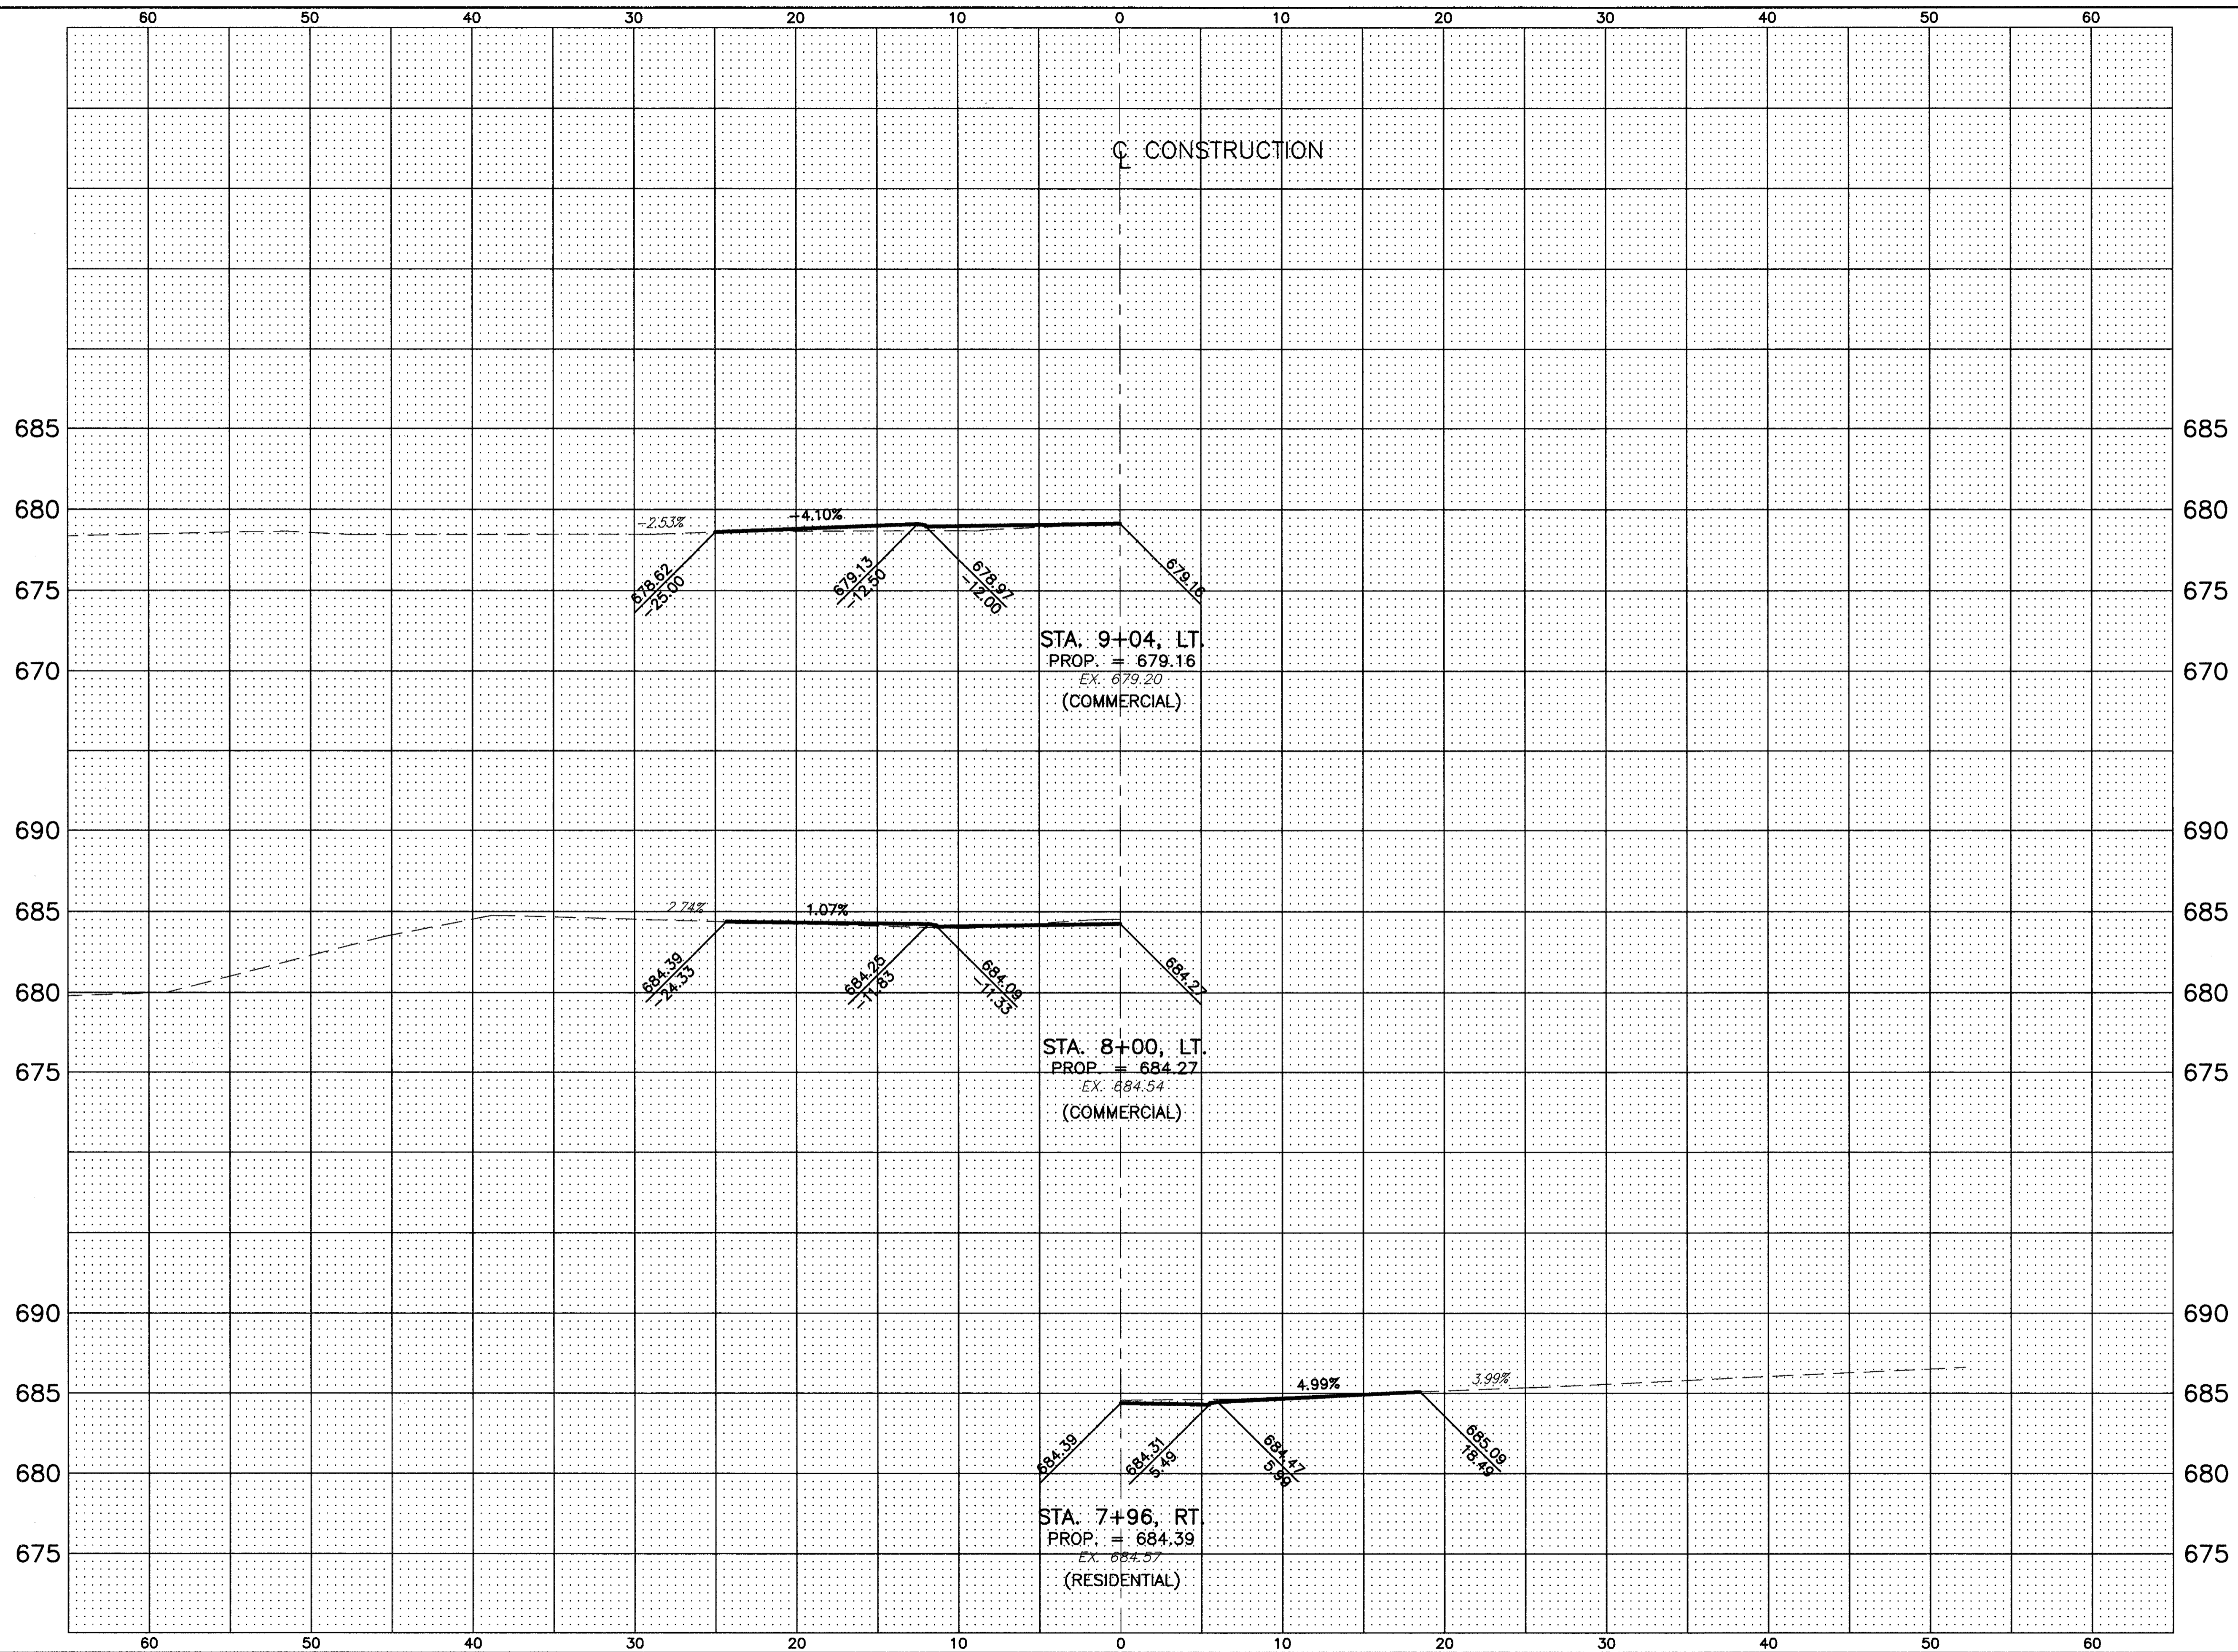 60 50 40 30 20 10 0 10 20 30 40 50 60
℄ CONSTRUCTION
685 685
680 680
-2.53% -4.10%
678.62
-25.00
679.13
-12.50
678.97
-12.00
679.16
675 675
STA. 9+04, LT.
PROP. = 679.16
EX. 679.20
(COMMERCIAL)
670 670
690 690
685 685
2.74% 1.07%
684.39
-24.33
684.25
-11.83
684.09
-11.33
684.27
680 680
STA. 8+00, LT.
PROP. = 684.27
EX. 684.54
(COMMERCIAL)
675 675
690 690
685 685
4.99% 3.99%
684.39
684.31
5.49
684.47
5.99
685.09
18.49
680 680
STA. 7+96, RT.
PROP. = 684.39
EX. 684.57
(RESIDENTIAL)
675 675
60 50 40 30 20 10 0 10 20 30 40 50 60